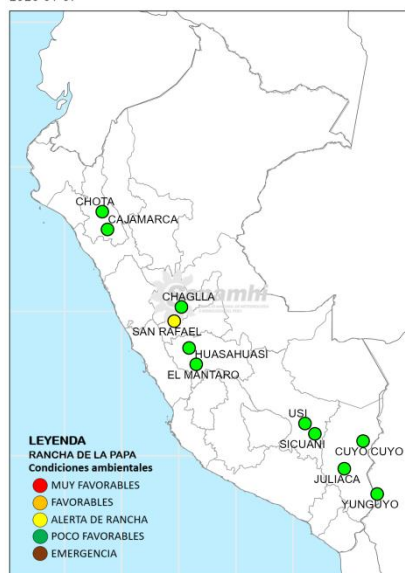 CHOTA
CAJAMARCA
Senamhi
CHAGLLA
SAN RAFAEL
HUASAHUASI
EL MANTARO
USI
SICUANI
CUYO CUYO
JULIACA
YUNGUYO
LEYENDA
RANCHA DE LA PAPA
Condiciones ambientales
MUY FAVORABLES
FAVORABLES
ALERTA DE RANCHA
POCO FAVORABLES
EMERGENCIA